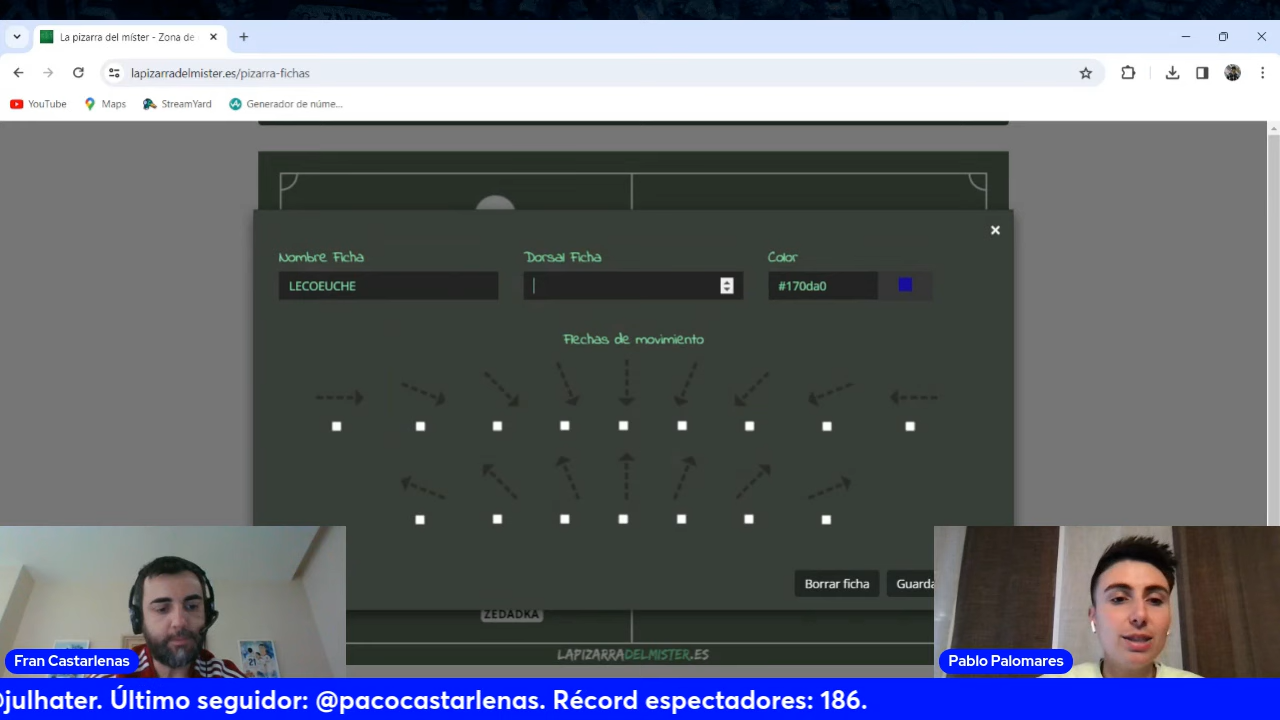 La pizarra del míster - Zona de
lapizarradelmister.es/pizarra-fichas
YouTube
Maps
StreamYard
Generador de núme...
Nombre Ficha
Dorsal Ficha
Color
LECOEUCHE
#170da0
Flechas de movimiento
Borrar ficha
Guarda
ZEDADKA
LAPIZARRADELMISTER.ES
Fran Castarlenas
Pablo Palomares
@julhater. Último seguidor: @pacocastarlenas. Récord espectadores: 186.